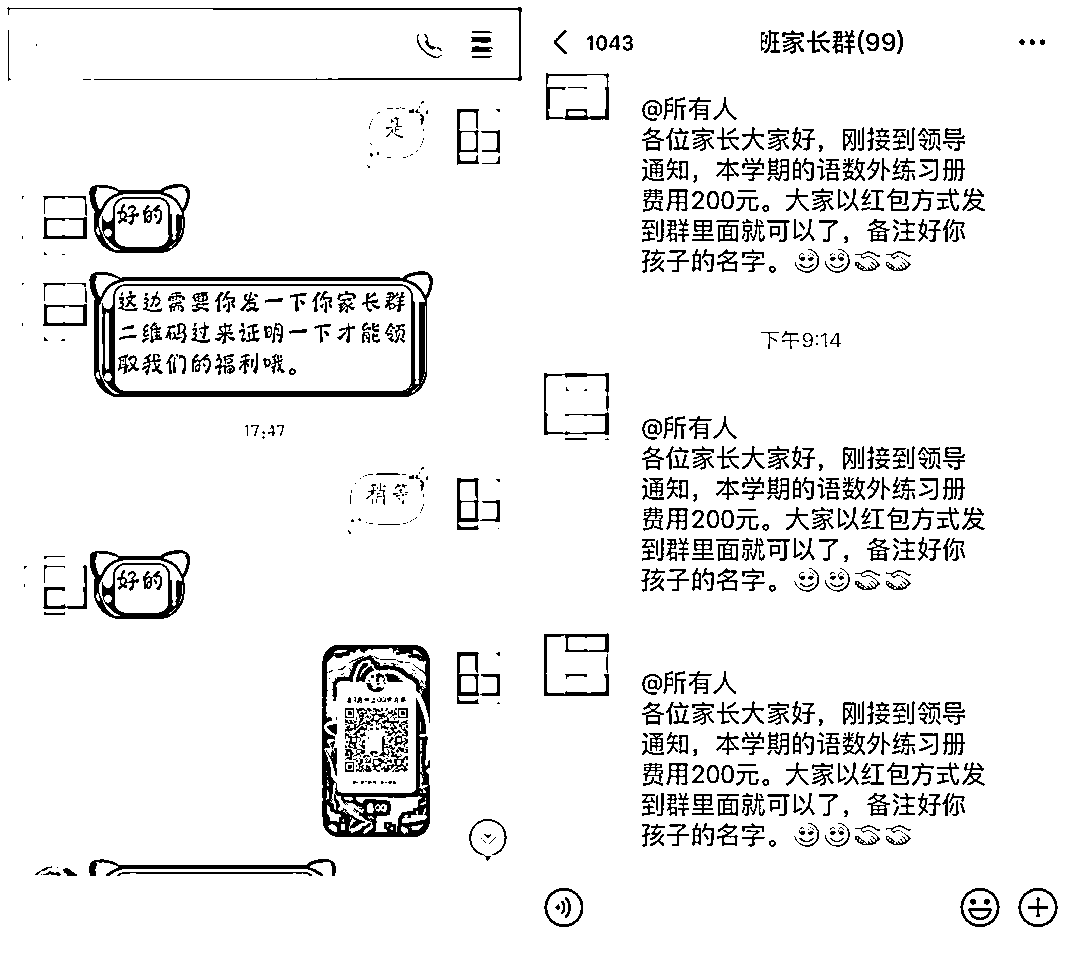 是
好的
这边需要你发一下你家长群
二维码过来证明一下才能领
取我们的福利哦。
17:47
稍等
好的
1043
班家长群(99)
@所有人
各位家长大家好，刚接到领导
通知，本学期的语数外练习册
费用200元。大家以红包方式发
到群里面就可以了，备注好你
孩子的名字。
下午9:14
@所有人
各位家长大家好，刚接到领导
通知，本学期的语数外练习册
费用200元。大家以红包方式发
到群里面就可以了，备注好你
孩子的名字。
@所有人
各位家长大家好，刚接到领导
通知，本学期的语数外练习册
费用200元。大家以红包方式发
到群里面就可以了，备注好你
孩子的名字。